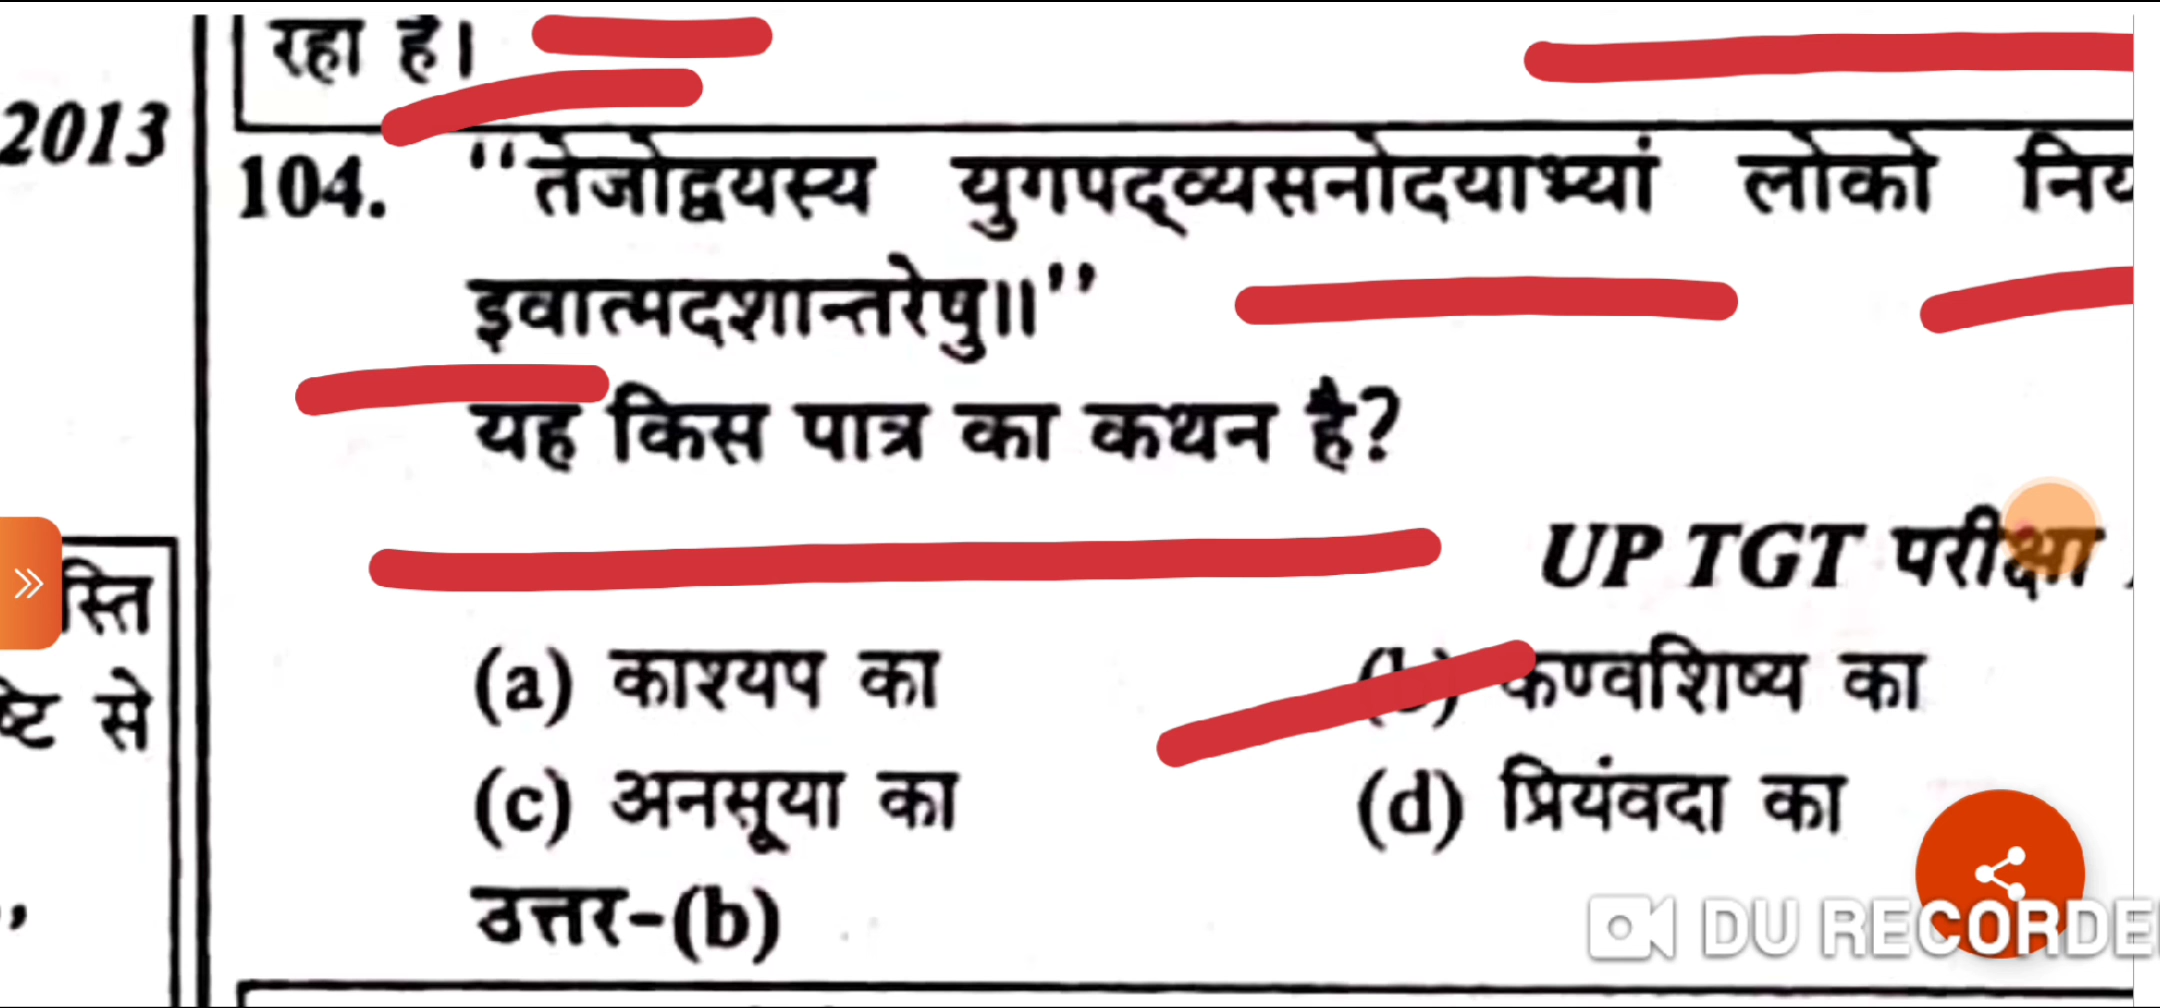 रहा है।
2013
104. “तेजोद्वयस्य युगपद्व्यसनोदयाभ्यां लोको निय
इवात्मदशान्तरेषु॥”
यह किस पात्र का कथन है?
UP TGT परीक्षा
स्ति
(a) काश्यप का (b) कण्वशिष्य का
ष्टि से
(c) अनसूया का (d) प्रियंवदा का
उत्तर-(b)
DU RECORDE